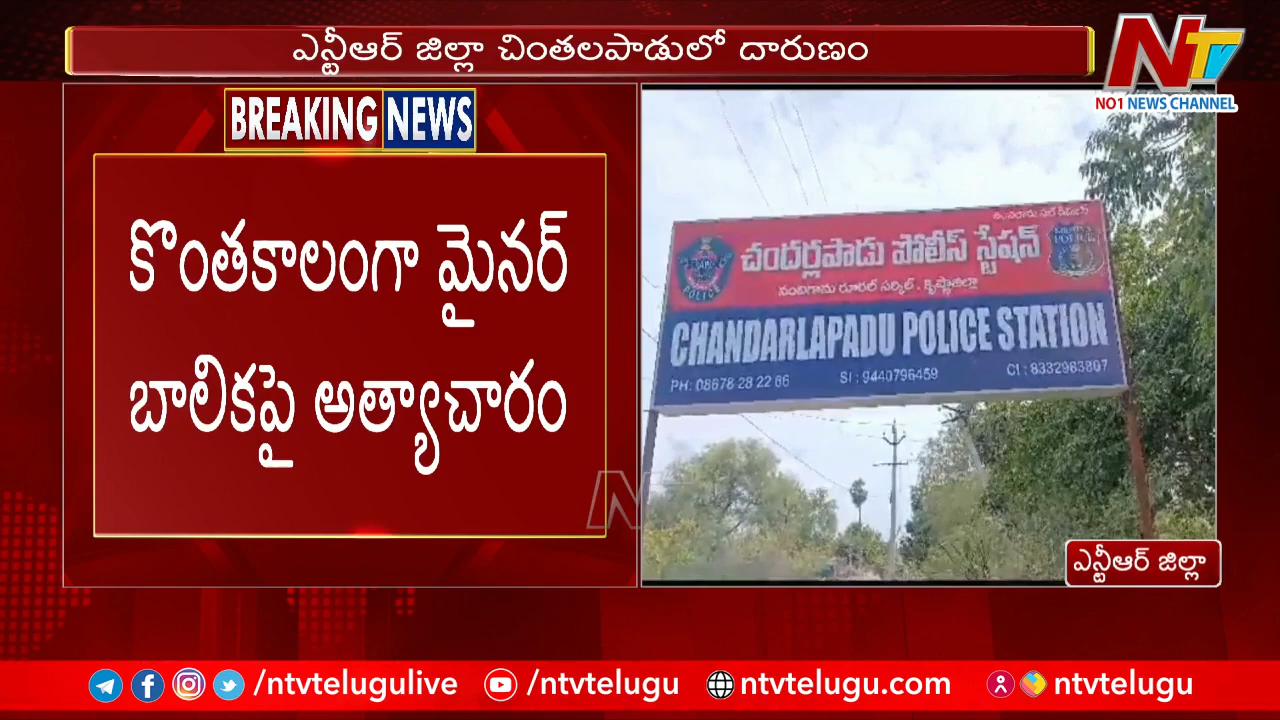 ఎన్టీఆర్ జిల్లా చింతలపాడులో దారుణం
NTV
NO1 NEWS CHANNEL
BREAKING NEWS
కొంతకాలంగా మైనర్
బాలికపై అత్యాచారం
చందర్లపాడు పోలీస్ స్టేషన్
నందిగామ రూరల్ సర్కిల్. కృష్ణాజిల్లా
CHANDARLAPADU POLICE STATION
PH: 08678 28 22 66 SI : 9440796459 CI : 8332983807
ఎన్టీఆర్ జిల్లా
/ntvtelugulive /ntvtelugu ntvtelugu.com ntvtelugu